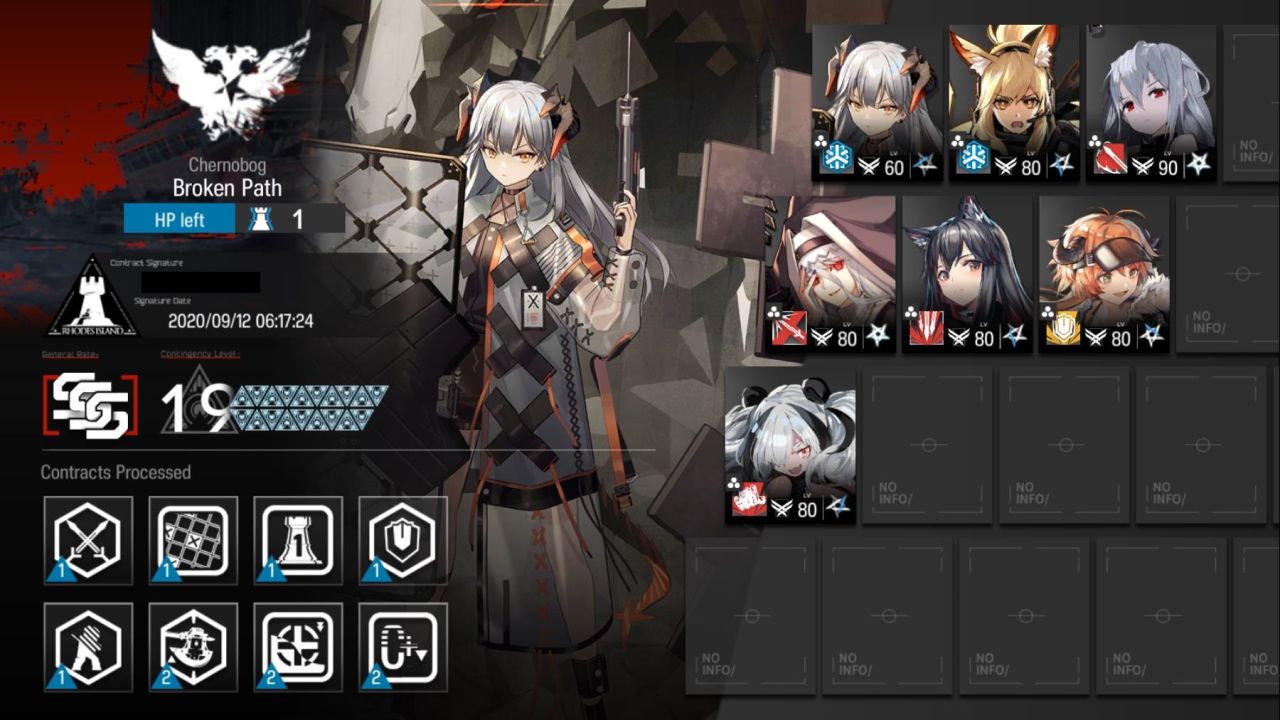 Chernobog
Broken Path
HP left 1
Contract Signature
Signature Date
2020/09/12 06:17:24
RHODES ISLAND
General Rate:
Contingency Level:
19
Contracts Processed
1
1
1
1
1
1
2
2
2
LV
60
LV
80
LV
90
NO
INFO/
LV
80
LV
80
LV
80
NO
INFO/
LV
80
NO
INFO/
NO
INFO/
NO
INFO/
NO
INFO/
NO
INFO/
NO
INFO/
NO
INFO/
NO
INFO